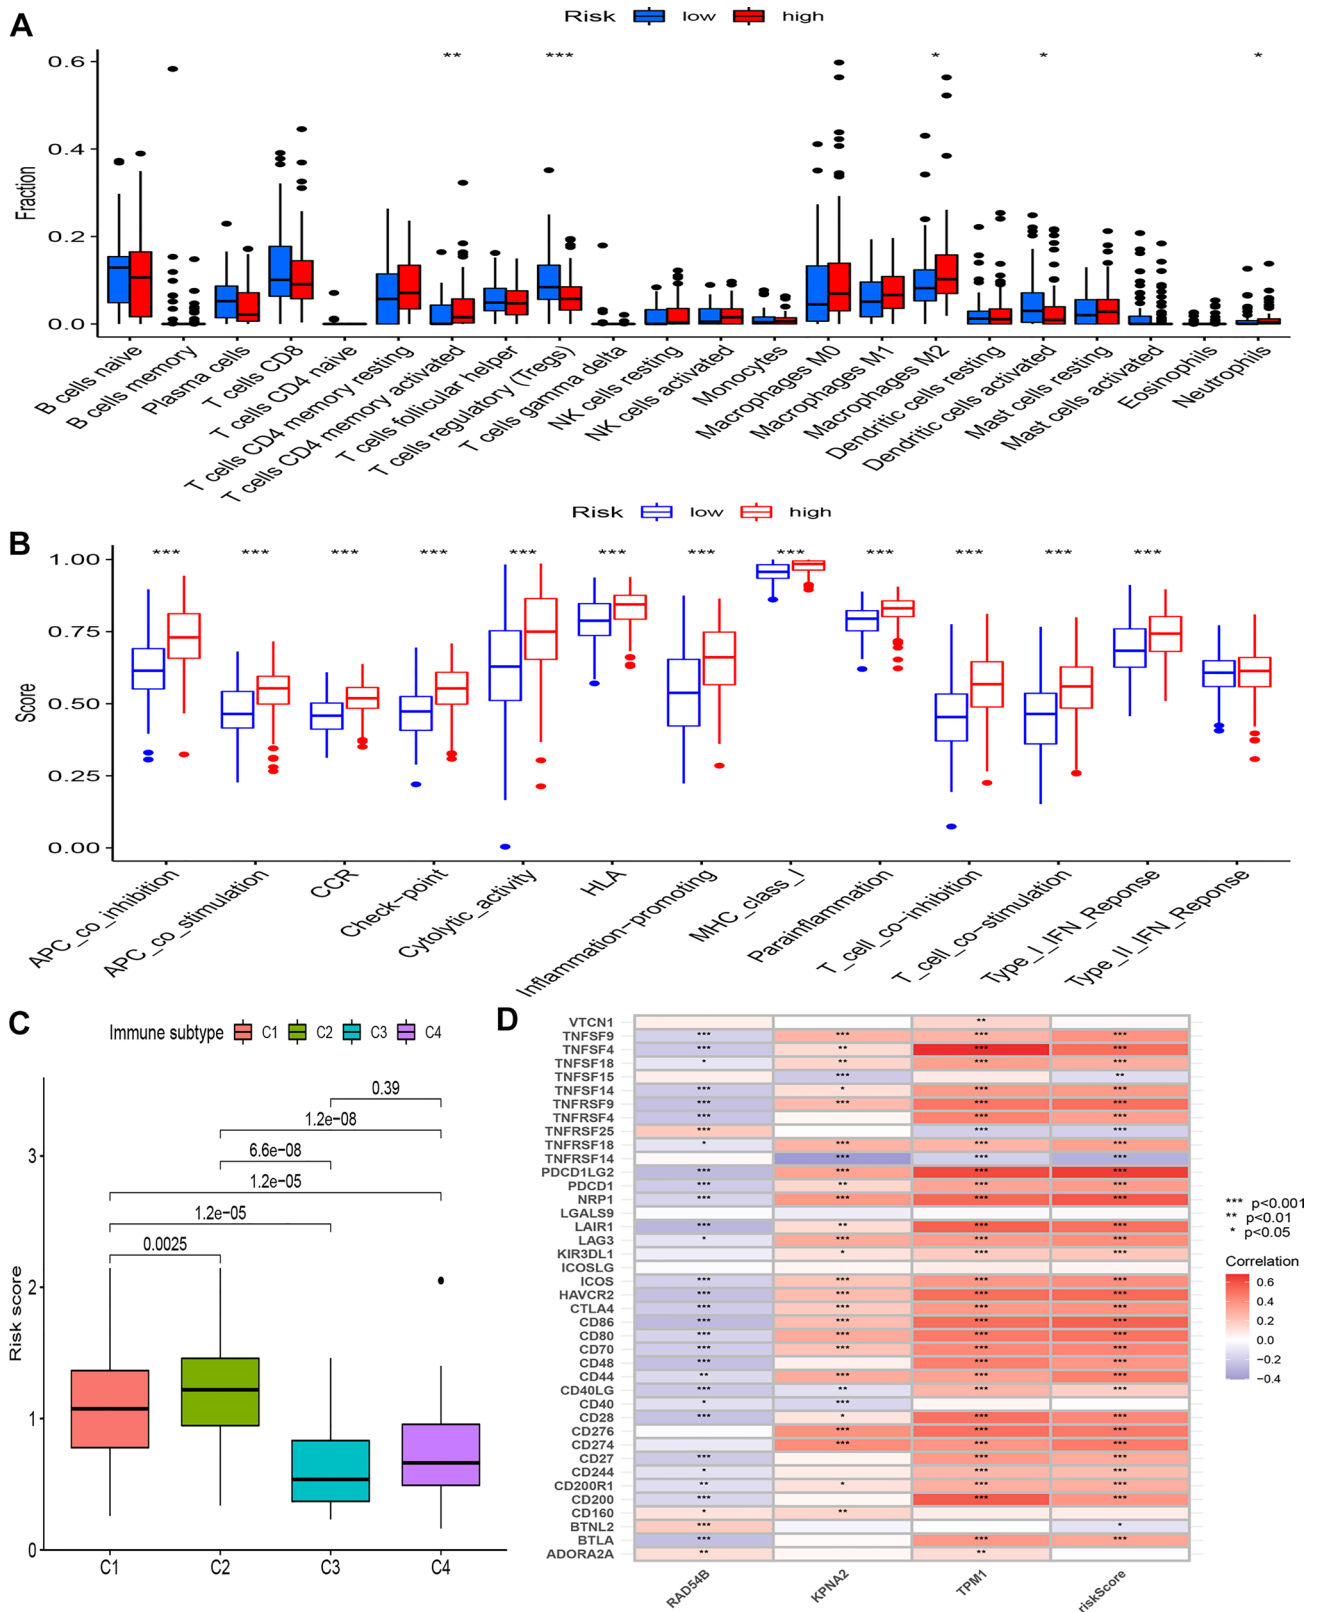 A
Risk low high
** *** * * *
Fraction
0.6
0.4
0.2
0.0
B cells naive
B cells memory
Plasma cells
T cells CD8
T cells CD4 naive
T cells CD4 memory resting
T cells CD4 memory activated
T cells follicular helper
T cells regulatory (Tregs)
T cells gamma delta
NK cells resting
NK cells activated
Monocytes
Macrophages M0
Macrophages M1
Macrophages M2
Dendritic cells resting
Dendritic cells activated
Mast cells resting
Mast cells activated
Eosinophils
Neutrophils
B
Risk low high
*** *** *** *** *** *** *** *** *** *** *** ***
Score
1.00
0.75
0.50
0.25
0.00
APC_co_inhibition
APC_co_stimulation
CCR
Check-point
Cytolytic_activity
HLA
Inflammation-promoting
MHC_class_I
Parainflammation
T_cell_co-inhibition
T_cell_co-stimulation
Type_I_IFN_Reponse
Type_II_IFN_Reponse
C
Immune subtype C1 C2 C3 C4
0.39
1.2e-08
6.6e-08
1.2e-05
1.2e-05
0.0025
Risk score
3
2
1
0
C1 C2 C3 C4
D
VTCN1 **
TNFSF9 *** *** *** ***
TNFSF4 *** ** *** ***
TNFSF18 * ** *** ***
TNFSF15 *** **
TNFSF14 *** * *** ***
TNFRSF9 *** *** *** ***
TNFRSF4 *** *** ***
TNFRSF25 *** *** ***
TNFRSF18 * *** *** ***
TNFRSF14 *** *** ***
PDCD1LG2 *** *** *** ***
PDCD1 *** ** *** ***
NRP1 *** *** *** ***
LGALS9
LAIR1 *** ** *** ***
LAG3 * *** *** ***
KIR3DL1 * *** ***
ICOSLG
ICOS *** *** *** ***
HAVCR2 *** *** *** ***
CTLA4 *** *** *** ***
CD86 *** *** *** ***
CD80 *** *** *** ***
CD70 *** *** *** ***
CD48 *** *** ***
CD44 ** *** *** ***
CD40LG *** ** *** ***
CD40 * ***
CD28 *** * *** ***
CD276 *** *** ***
CD274 *** *** ***
CD27 *** *** ***
CD244 * *** ***
CD200R1 ** * *** ***
CD200 *** *** ***
CD160 * **
BTNL2 *** *
BTLA *** *** ***
ADORA2A ** **
RAD54B
KPNA2
TPM1
riskScore
*** p<0.001
** p<0.01
* p<0.05
Correlation
0.6
0.4
0.2
0.0
−0.2
−0.4